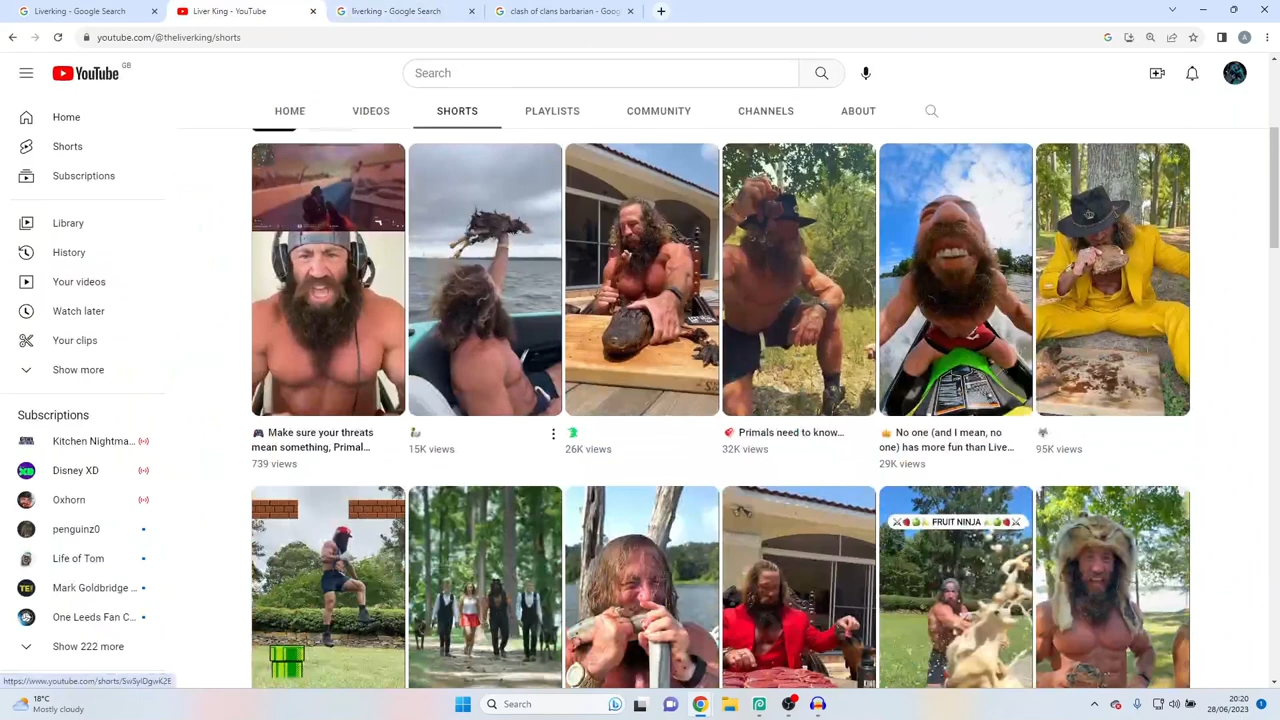 Liverking - Google Search
Liver King - YouTube
liverking - Google Search
clash of clans barbarian - Goog
youtube.com/@theliverking/shorts
YouTube GB
Search
HOME
VIDEOS
SHORTS
PLAYLISTS
COMMUNITY
CHANNELS
ABOUT
Home
Shorts
Subscriptions
Library
History
Your videos
Watch later
Your clips
Show more
Subscriptions
Kitchen Nightma...
Disney XD
Oxhorn
penguinz0
Life of Tom
Mark Goldbridge ...
One Leeds Fan C...
Show 222 more
Make sure your threats
mean something, Primal...
739 views
15K views
26K views
Primals need to know...
32K views
No one (and I mean, no
one) has more fun than Live...
29K views
95K views
FRUIT NINJA
https://www.youtube.com/shorts/SwSyIDgwK2E
18°C
Mostly cloudy
Search
20:20
28/06/2023